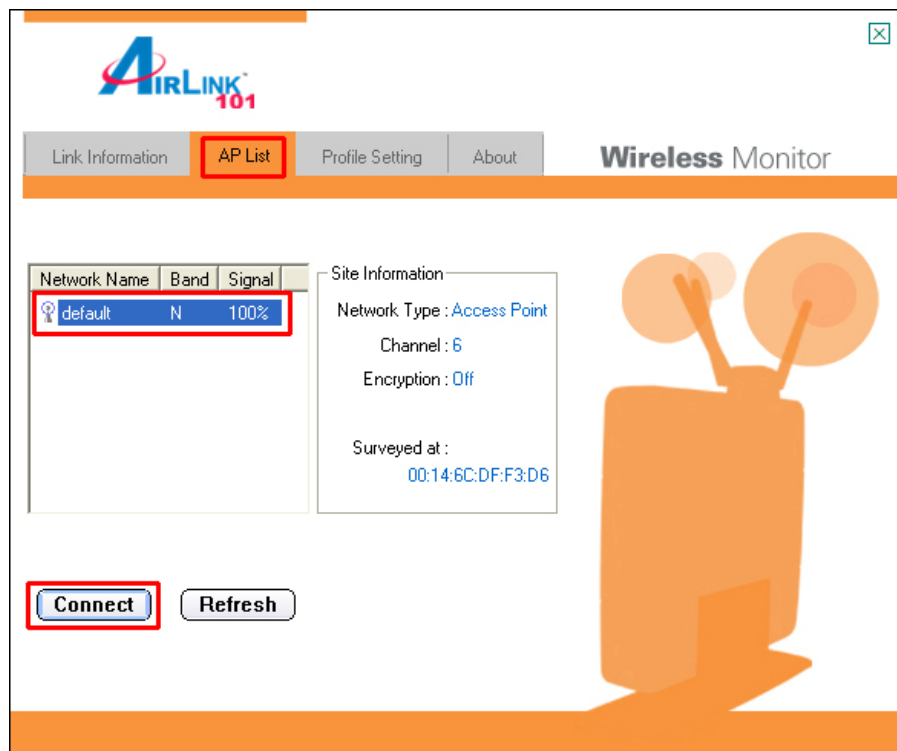 AIRLINK™
101
Link Information AP List Profile Setting About Wireless Monitor
Network Name Band Signal
default N 100%
Site Information
Network Type : Access Point
Channel : 6
Encryption : Off
Surveyed at :
00:14:6C:DF:F3:D6
Connect Refresh